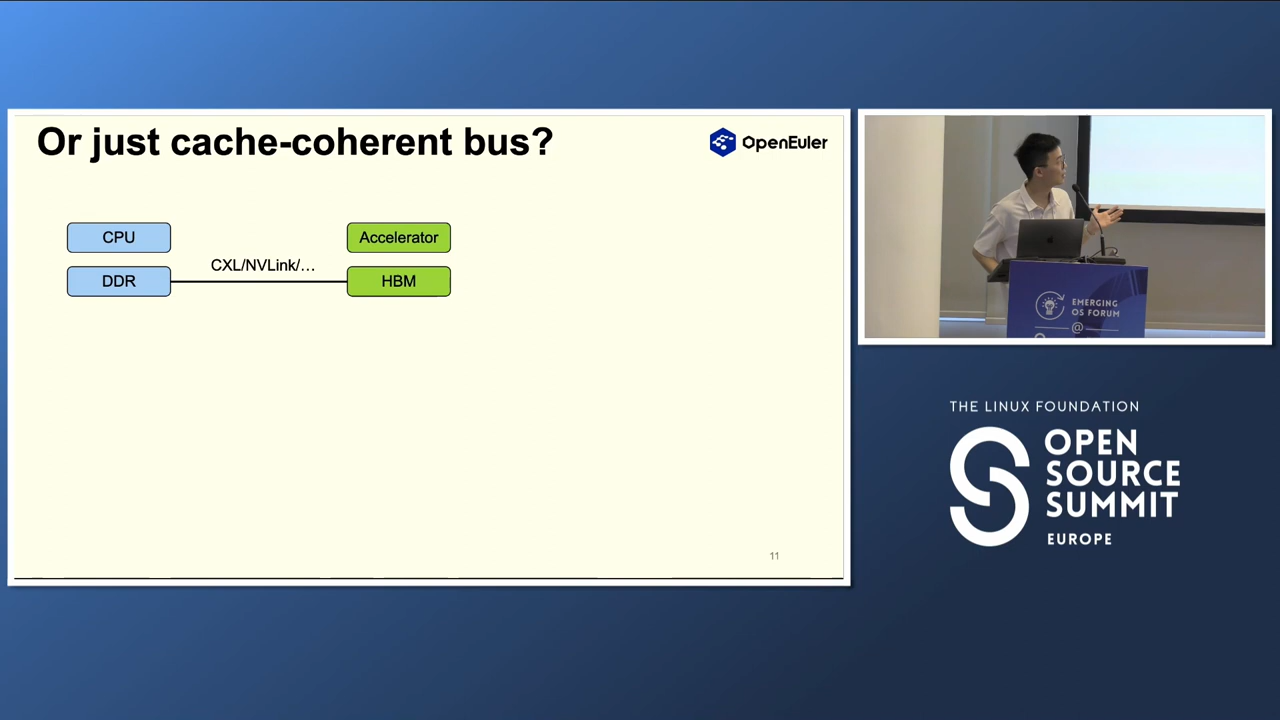 Or just cache-coherent bus?
OpenEuler
CPU
Accelerator
CXL/NVLink/…
DDR
HBM
11
EMERGING
OS FORUM
@
THE LINUX FOUNDATION
OPEN
SOURCE
SUMMIT
EUROPE